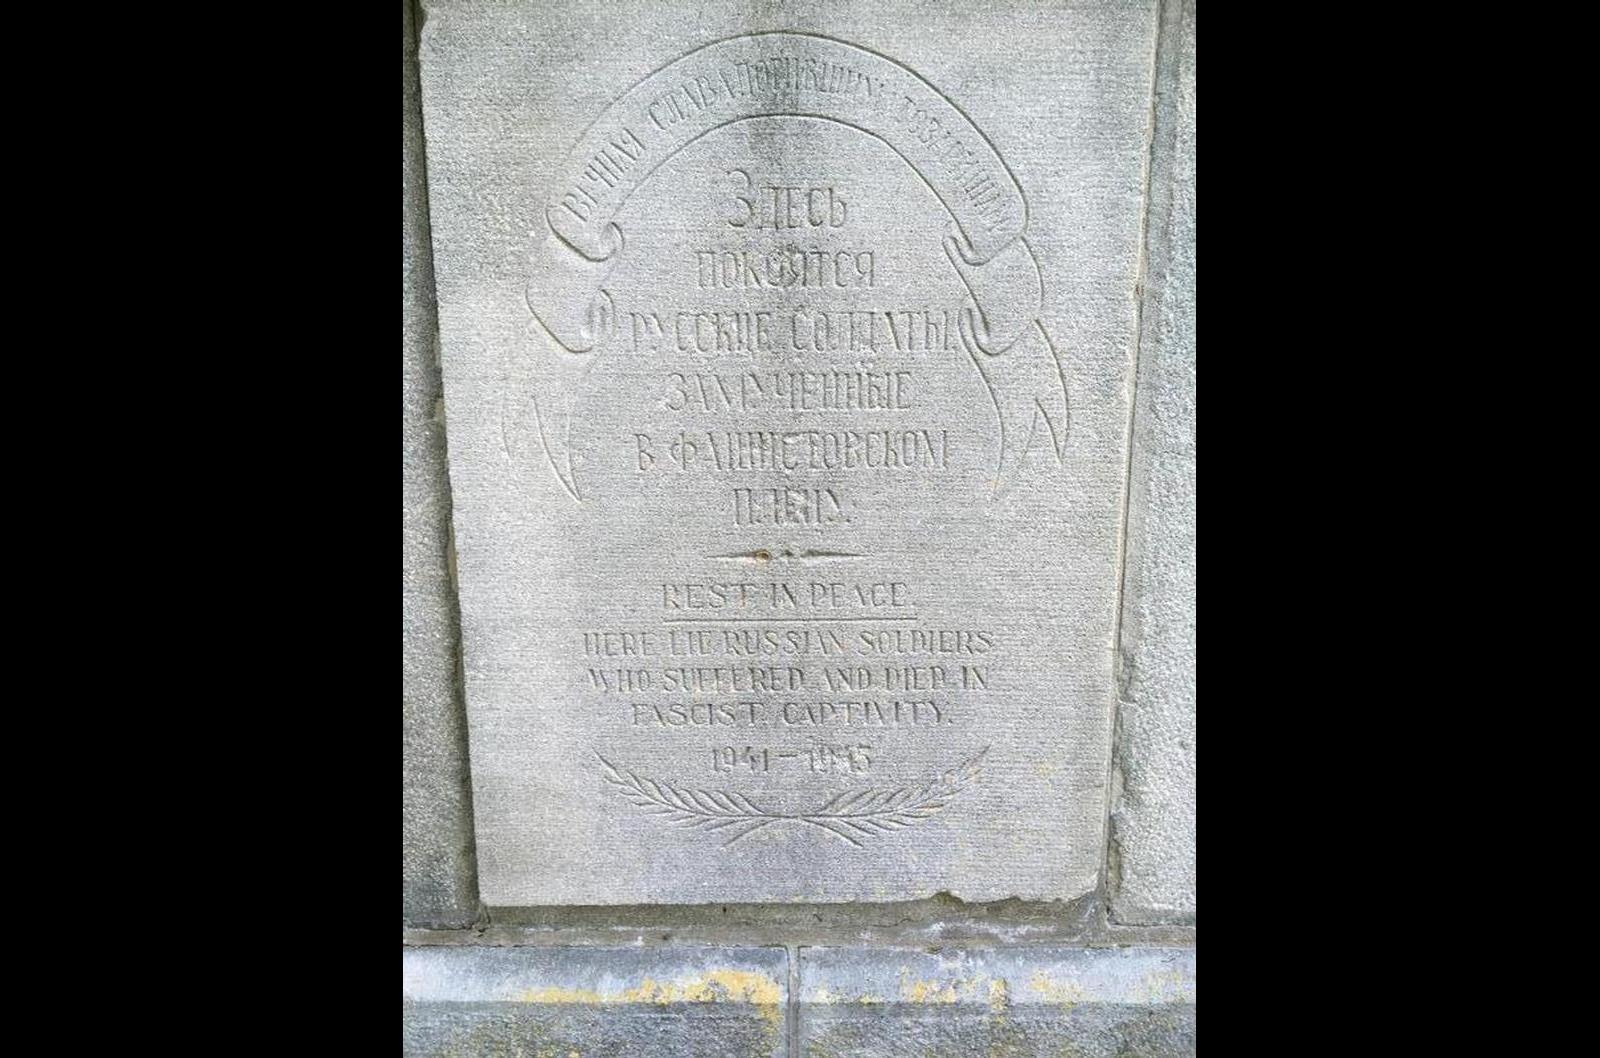 ВЕЧНАЯ СЛАВА ПОГИБШИМ ТОВАРИЩАМ
ЗДЕСЬ
ПОКОЯТСЯ
РУССКИЕ СОЛДАТЫ,
ЗАМУЧЕННЫЕ
В ФАШИСТОВСКОМ
ПЛЕНУ.
REST IN PEACE.
HERE LIE RUSSIAN SOLDIERS
WHO SUFFERED AND DIED IN
FASCIST CAPTIVITY.
1941-1945